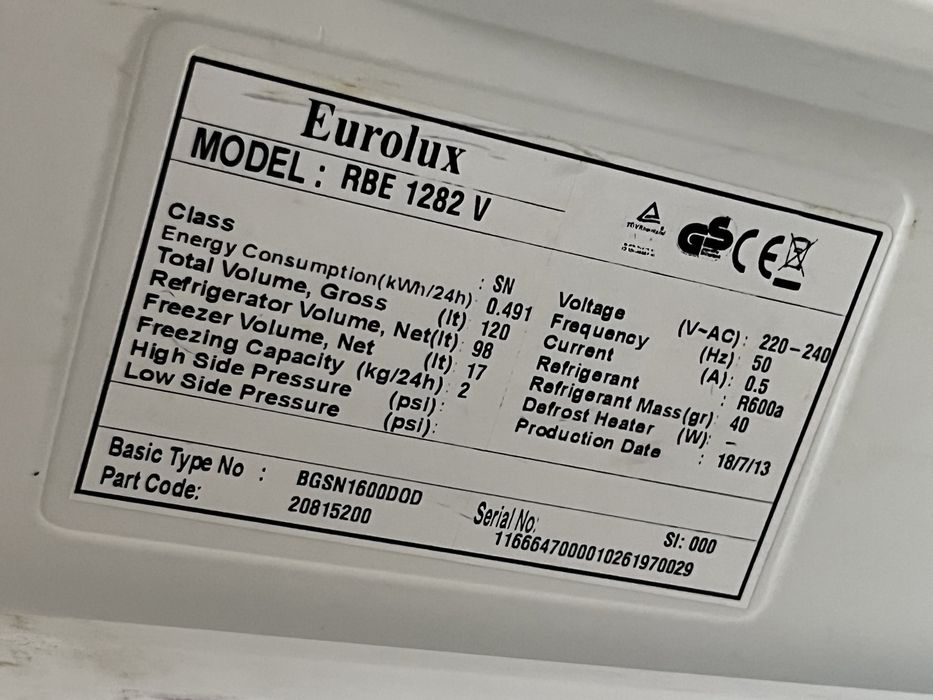 Eurolux
MODEL : RBE 1282 V
GS CE
Class : SN
Energy Consumption(kWh/24h) : 0.491
Total Volume, Gross (lt) : 120
Refrigerator Volume, Net(lt) : 98
Freezer Volume, Net (lt) : 17
Freezing Capacity (kg/24h) : 2
High Side Pressure (psi) :
Low Side Pressure (psi) :
Voltage (V~AC) : 220-240
Frequency (Hz) : 50
Current (A) : 0.5
Refrigerant : R600a
Refrigerant Mass(gr) : 40
Defrost Heater (W) : -
Production Date : 18/7/13
Basic Type No : BGSN1600DOD
Part Code: 20815200
Serial No: SI: 000
1166647000010261970029